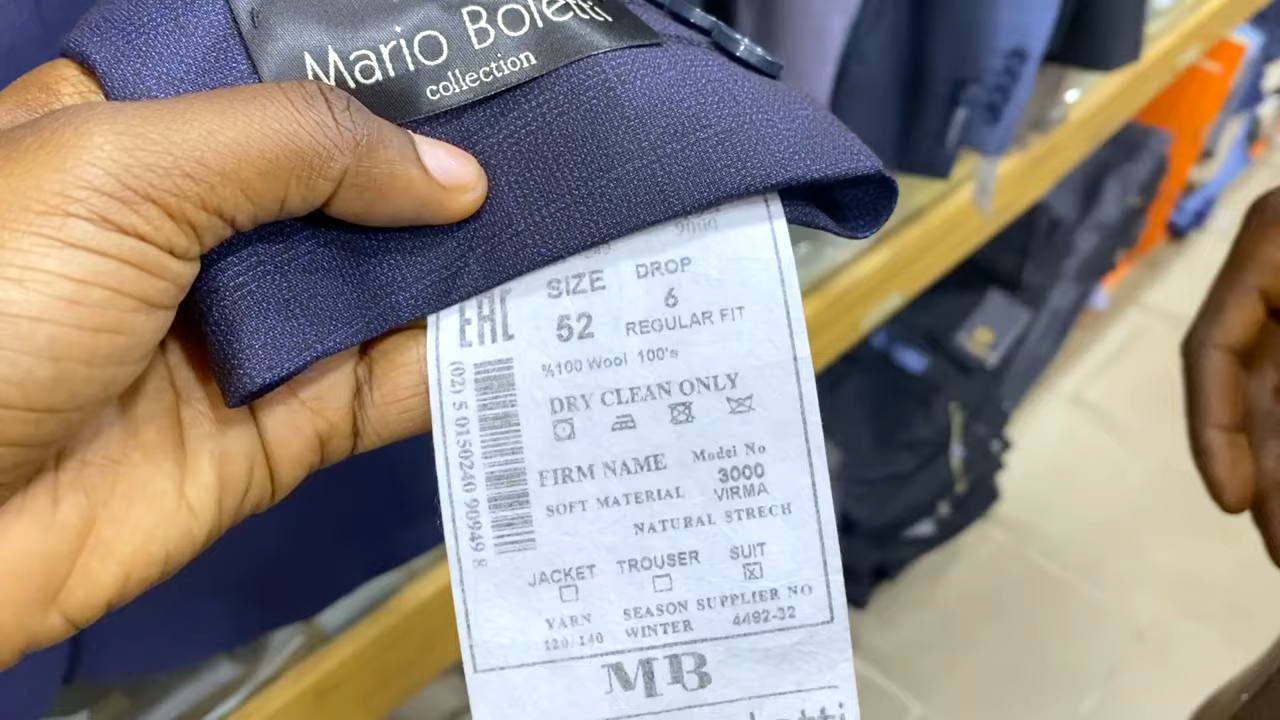 Mario Boletti
collection
SIZE DROP
52 6
REGULAR FIT
EAC
%100 Wool 100's
DRY CLEAN ONLY
FIRM NAME Model No
3000
SOFT MATERIAL VIRMA
NATURAL STRECH
JACKET TROUSER SUIT
YARN SEASON SUPPLIER NO
120/140 WINTER 4492-32
(02) 5 0150240 90949 8
MB